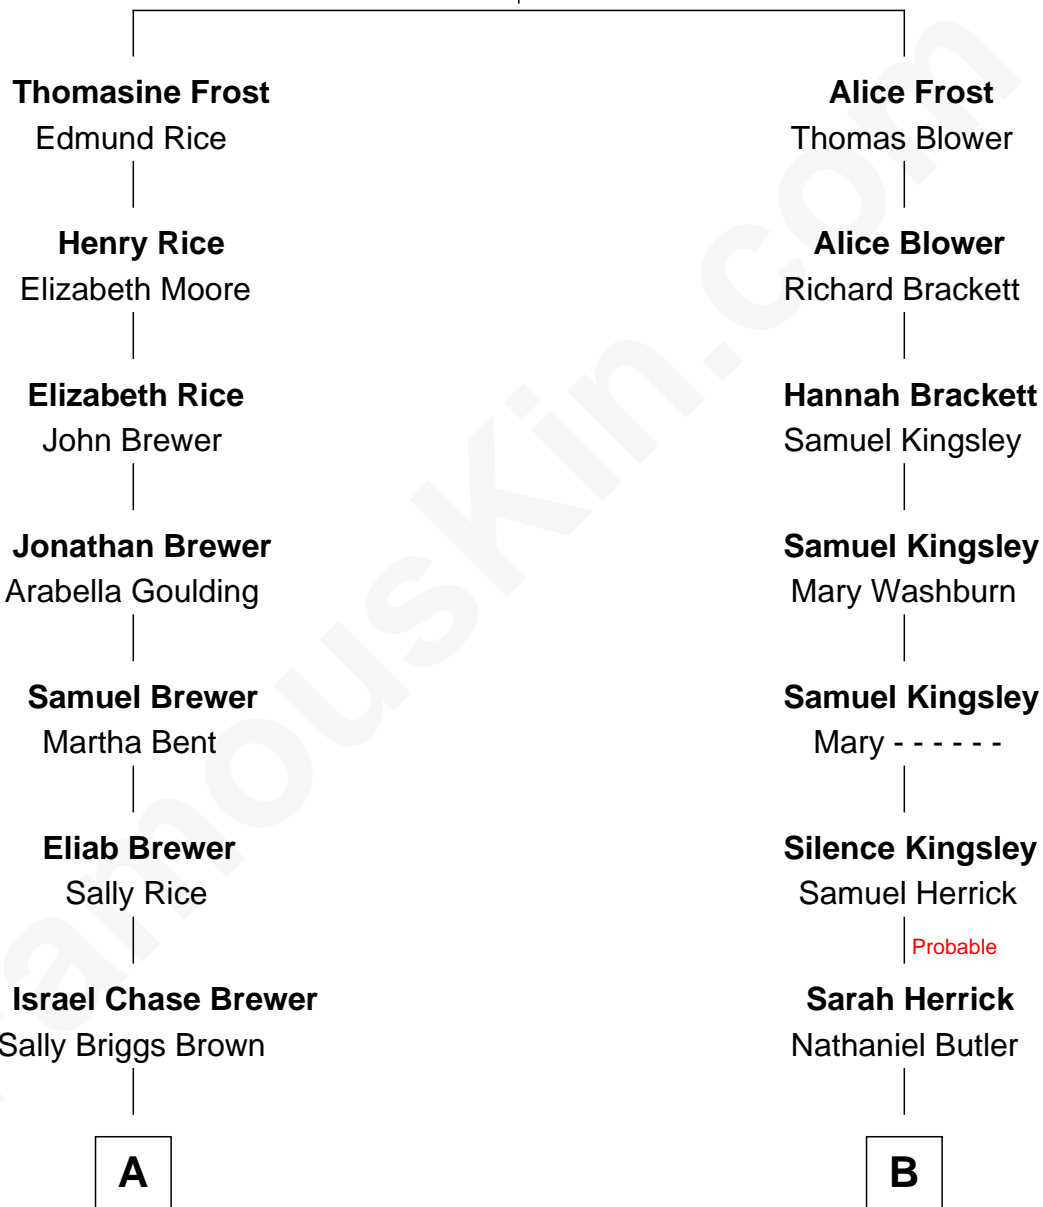 Thomasine Frost
Edmund Rice
Henry Rice
Elizabeth Moore
Elizabeth Rice
John Brewer
Jonathan Brewer
Arabella Goulding
Samuel Brewer
Martha Bent
Eliab Brewer
Sally Rice
Israel Chase Brewer
Sally Briggs Brown
A
Alice Frost
Thomas Blower
Alice Blower
Richard Brackett
Hannah Brackett
Samuel Kingsley
Samuel Kingsley
Mary Washburn
Samuel Kingsley
Mary - - - - - -
Silence Kingsley
Samuel Herrick
Probable
Sarah Herrick
Nathaniel Butler
B
FamousKin.com